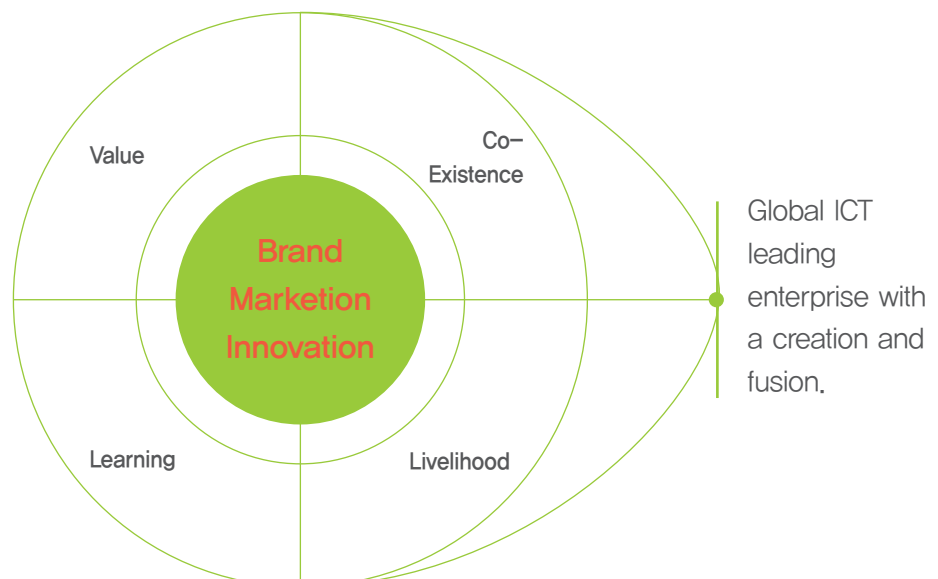 Value
Co-
Existence
Brand
Marketion
Innovation
Global ICT
leading
enterprise with
a creation and
fusion.
Learning
Livelihood